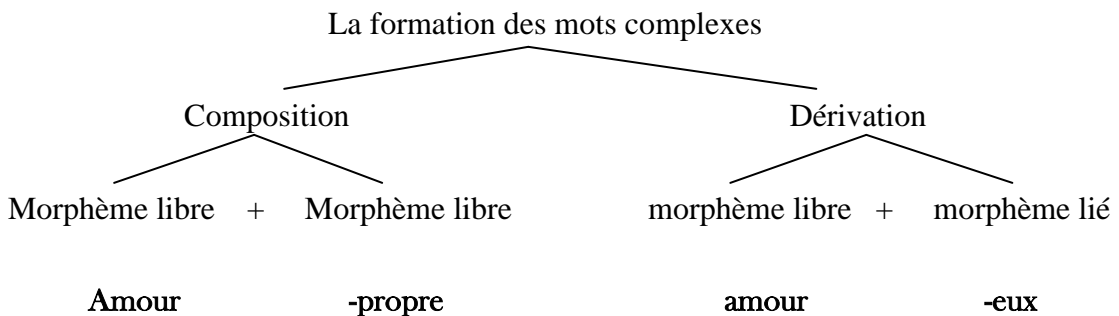 La formation des mots complexes
Composition Dérivation
Morphème libre + Morphème libre morphème libre + morphème lié
Amour -propre amour -eux